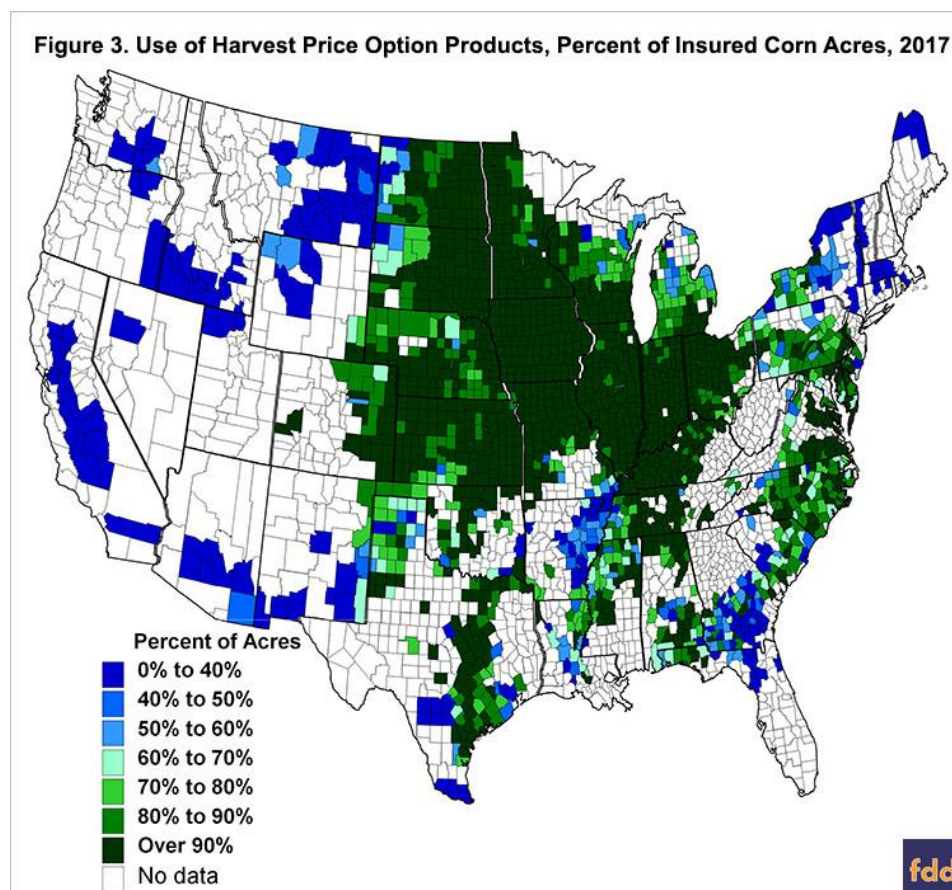 Figure 3. Use of Harvest Price Option Products, Percent of Insured Corn Acres, 2017
Percent of Acres
0% to 40%
40% to 50%
50% to 60%
60% to 70%
70% to 80%
80% to 90%
Over 90%
No data